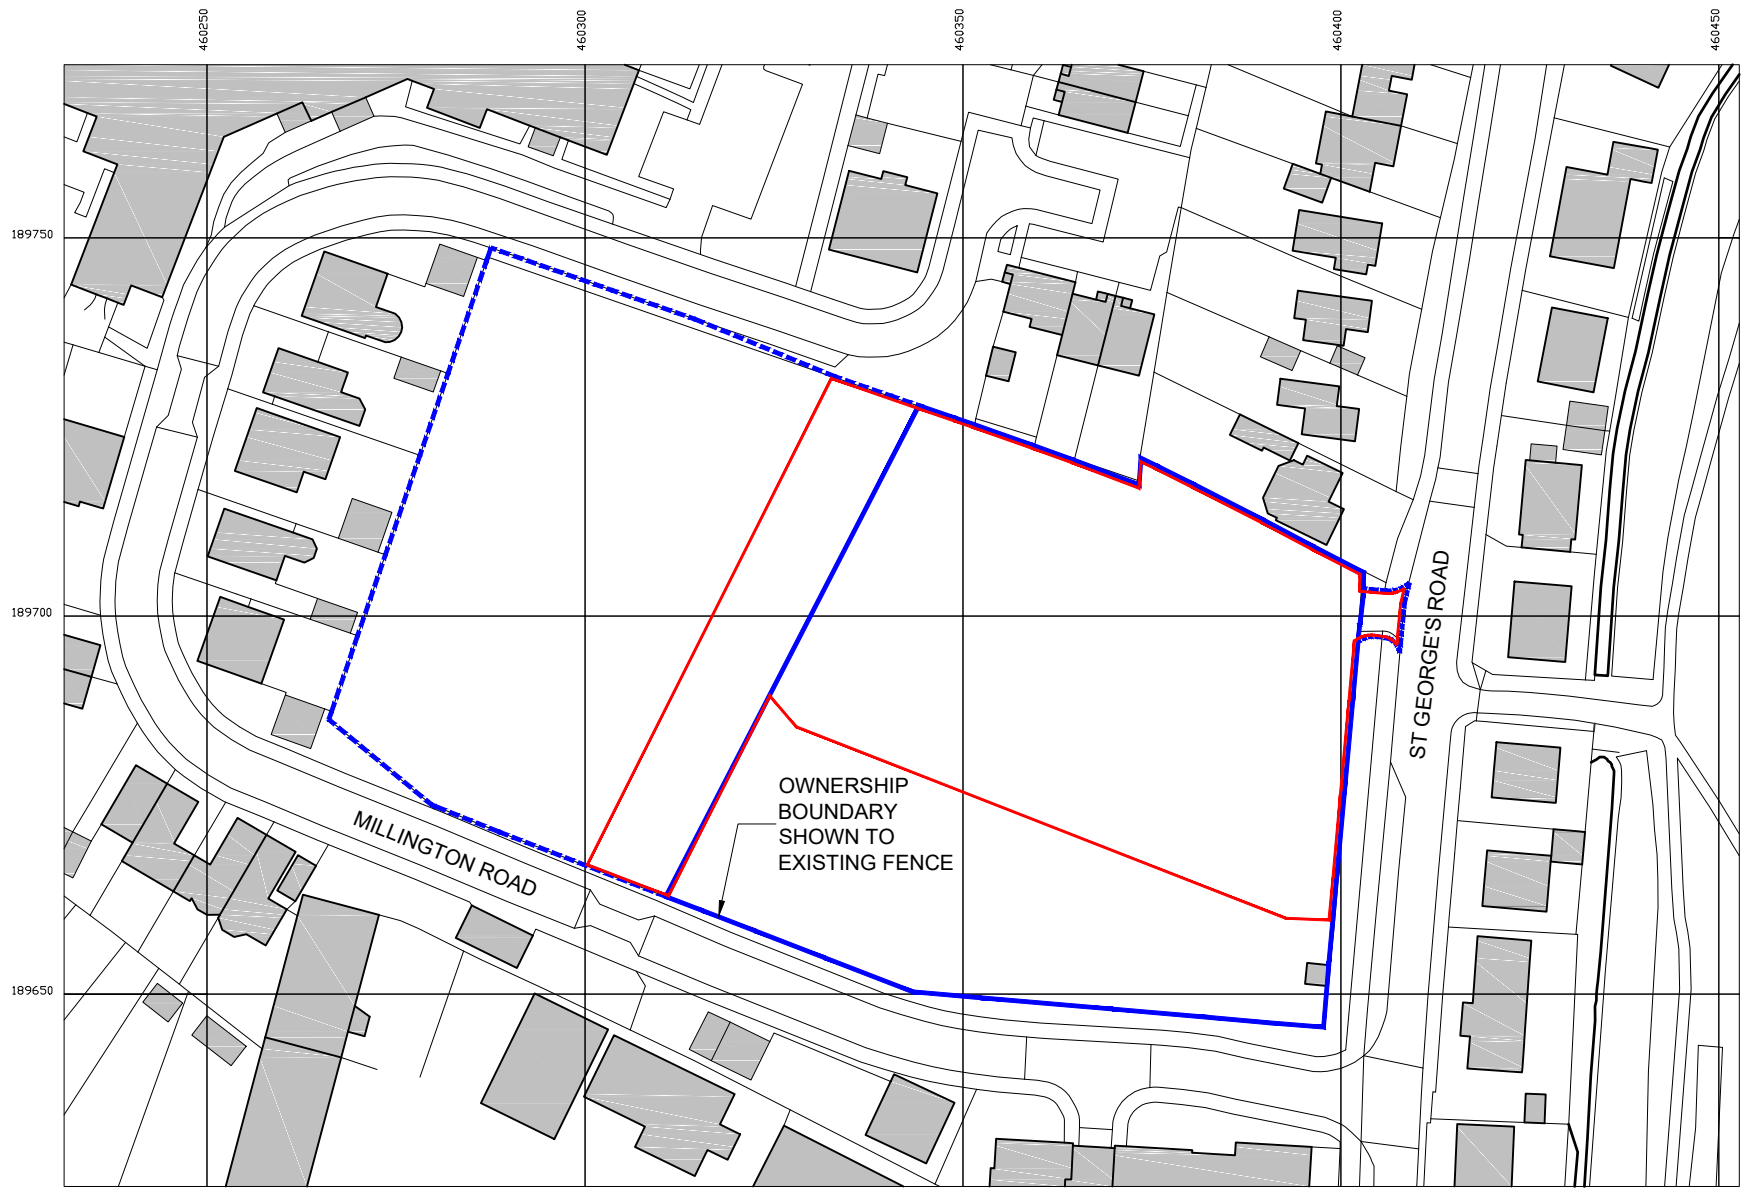 460250
460300
460350
460400
460450
189750
189700
189650
ST GEORGE'S ROAD
OWNERSHIP
BOUNDARY
SHOWN TO
EXISTING FENCE
MILLINGTON ROAD